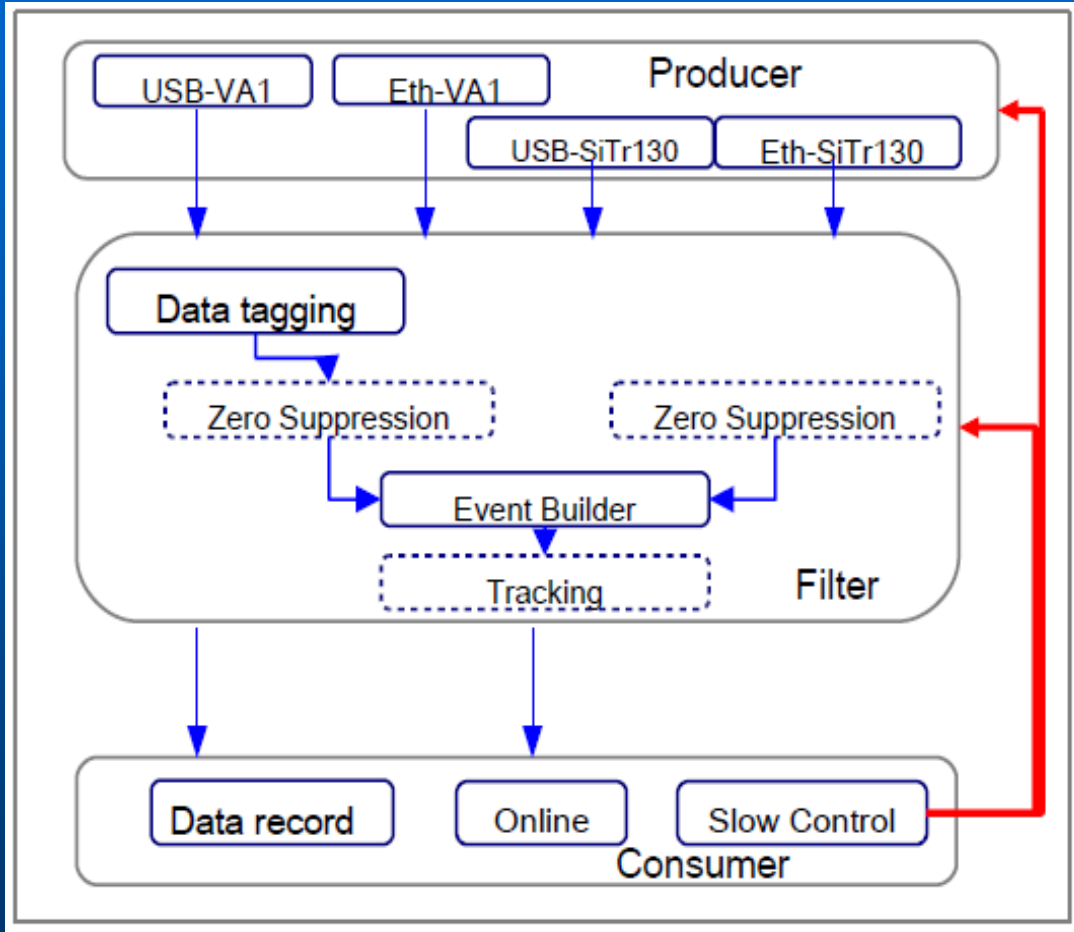 Producer
USB-VA1
Eth-VA1
USB-SiTr130
Eth-SiTr130
Data tagging
Zero Suppression
Zero Suppression
Event Builder
Tracking
Filter
Data record
Online
Slow Control
Consumer